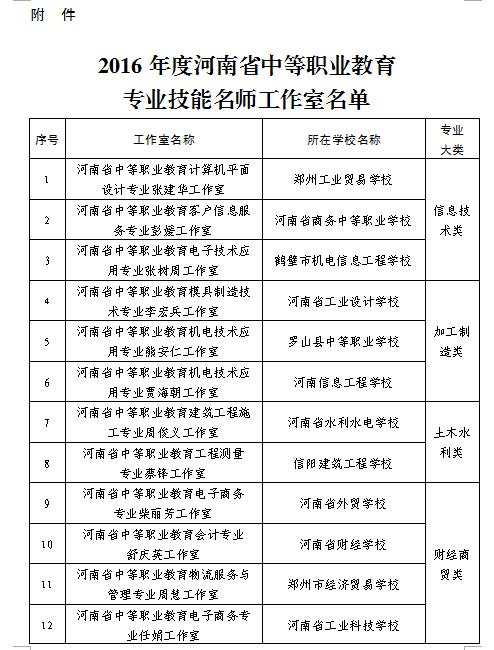 附 件
2016 年度河南省中等职业教育
专业技能名师工作室名单
序号 工作室名称 所在学校名称 专业
大类
1 河南省中等职业教育计算机平面
设计专业张建华工作室 郑州工业贸易学校
信息技
术类
2 河南省中等职业教育客户信息服
务专业彭媛工作室 河南省商务中等职业学校
3 河南省中等职业教育电子技术应
用专业张树周工作室 鹤壁市机电信息工程学校
4 河南省中等职业教育模具制造技
术专业李宏兵工作室 河南省工业设计学校
加工制
造类
5 河南省中等职业教育机电技术应
用专业熊安仁工作室 罗山县中等职业学校
6 河南省中等职业教育机电技术应
用专业贾海朝工作室 河南信息工程学校
7 河南省中等职业教育建筑工程施
工专业周俊义工作室 河南省水利水电学校
土木水
利类
8 河南省中等职业教育工程测量
专业蔡锋工作室 信阳建筑工程学校
9 河南省中等职业教育电子商务
专业柴丽芳工作室 河南省外贸学校
财经商
贸类
10 河南省中等职业教育会计专业
舒庆英工作室 河南省财经学校
11 河南省中等职业教育物流服务与
管理专业周慧工作室 郑州市经济贸易学校
12 河南省中等职业教育电子商务专
业任娟工作室 河南省工业科技学校